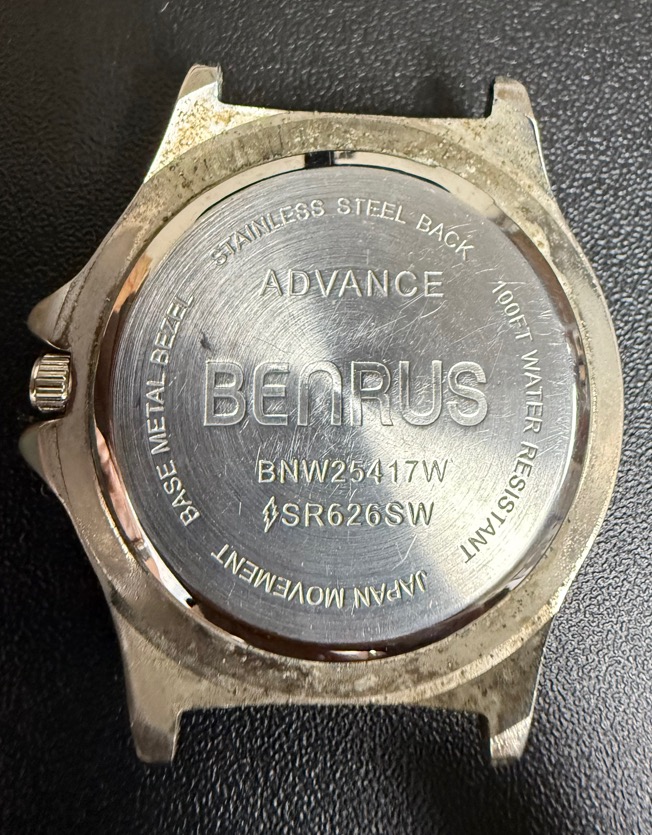 STAINLESS STEEL BACK
ADVANCE
100FT WATER RESISTANT
BASE METAL BEZEL
BENRUS
BNW25417W
SR626SW
JAPAN MOVEMENT